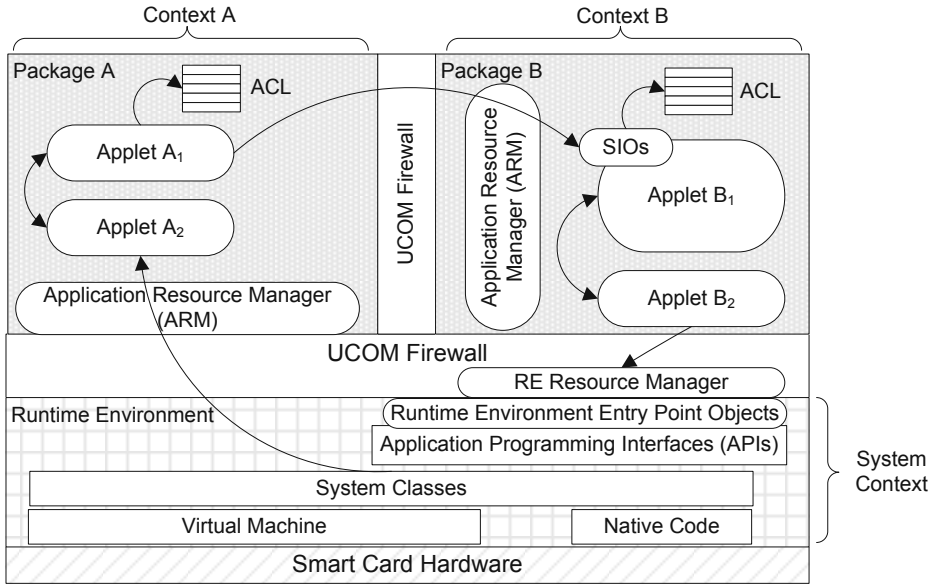 Context A
Context B
Package A
ACL
Applet A₁
Applet A₂
Application Resource Manager
(ARM)
UCOM Firewall
Package B
ACL
Application Resource
Manager (ARM)
SIOs
Applet B₁
Applet B₂
UCOM Firewall
RE Resource Manager
Runtime Environment
Runtime Environment Entry Point Objects
Application Programming Interfaces (APIs)
System Classes
Virtual Machine
Native Code
System
Context
Smart Card Hardware